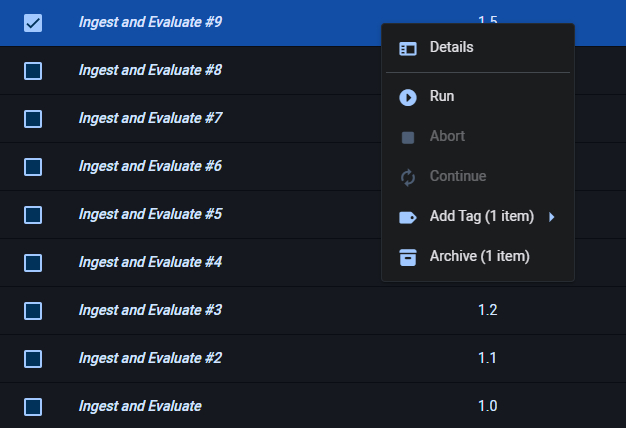 Ingest and Evaluate #9 1.5
Details
Ingest and Evaluate #8
Run
Ingest and Evaluate #7
Abort
Ingest and Evaluate #6
Continue
Ingest and Evaluate #5
Add Tag (1 item)
Ingest and Evaluate #4
Archive (1 item)
Ingest and Evaluate #3 1.2
Ingest and Evaluate #2 1.1
Ingest and Evaluate 1.0